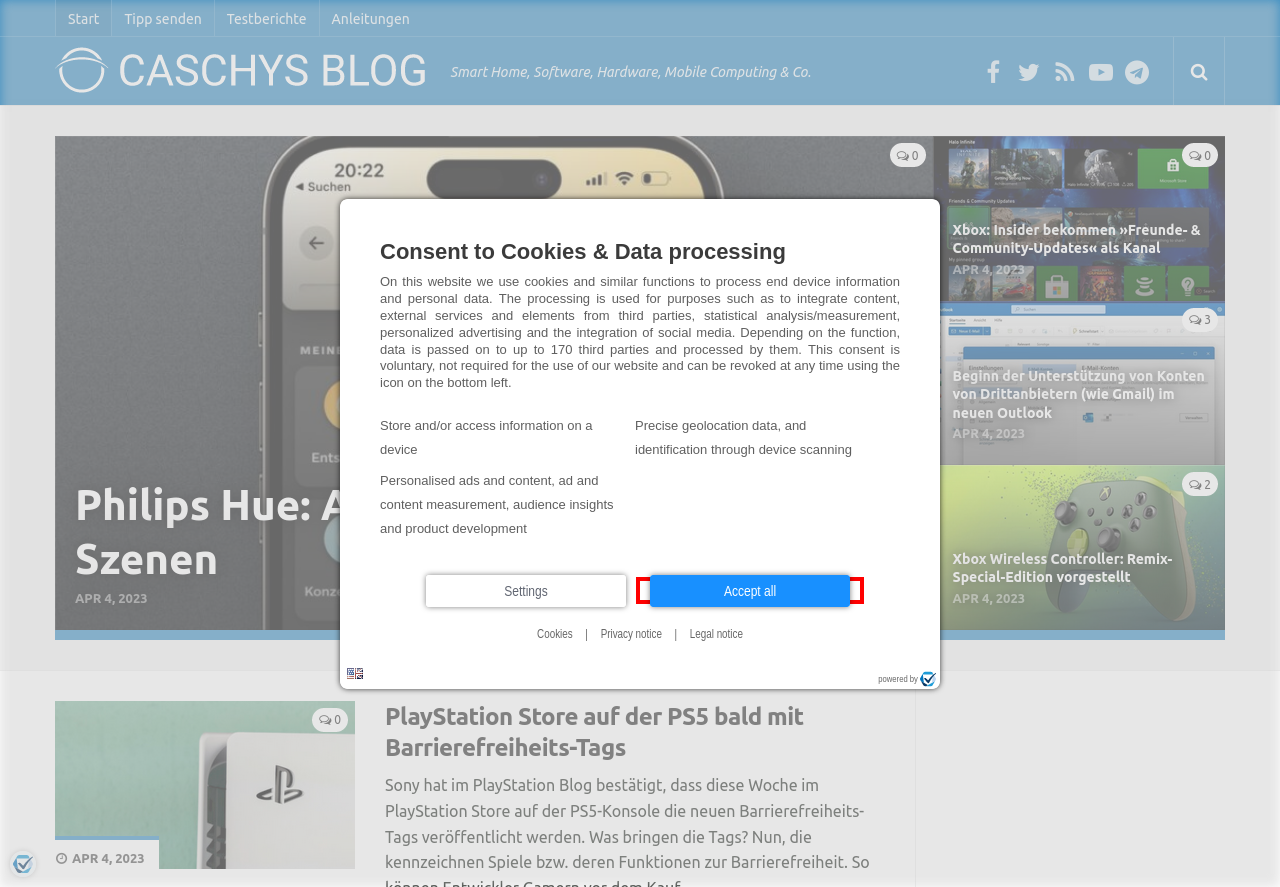 Start
Tipp senden
Testberichte
Anleitungen
CASCHYS BLOG
Smart Home, Software, Hardware, Mobile Computing & Co.
20:22
Suchen
0
Philips Hue: A
Szenen
APR 4, 2023
0
Xbox: Insider bekommen »Freunde- &
Community-Updates« als Kanal
APR 4, 2023
3
Beginn der Unterstützung von Konten
von Drittanbietern (wie Gmail) im
neuen Outlook
APR 4, 2023
2
Xbox Wireless Controller: Remix-
Special-Edition vorgestellt
APR 4, 2023
Consent to Cookies & Data processing
On this website we use cookies and similar functions to process end device information
and personal data. The processing is used for purposes such as to integrate content,
external services and elements from third parties, statistical analysis/measurement,
personalized advertising and the integration of social media. Depending on the function,
data is passed on to up to 170 third parties and processed by them. This consent is
voluntary, not required for the use of our website and can be revoked at any time using the
icon on the bottom left.
Store and/or access information on a
device
Precise geolocation data, and
identification through device scanning
Personalised ads and content, ad and
content measurement, audience insights
and product development
Settings
Accept all
Cookies | Privacy notice | Legal notice
powered by
0
APR 4, 2023
PlayStation Store auf der PS5 bald mit
Barrierefreiheits-Tags
Sony hat im PlayStation Blog bestätigt, dass diese Woche im
PlayStation Store auf der PS5-Konsole die neuen Barrierefreiheits-
Tags veröffentlicht werden. Was bringen die Tags? Nun, die
kennzeichnen Spiele bzw. deren Funktionen zur Barrierefreiheit. So
können Entwickler Gamern vor dem Kauf